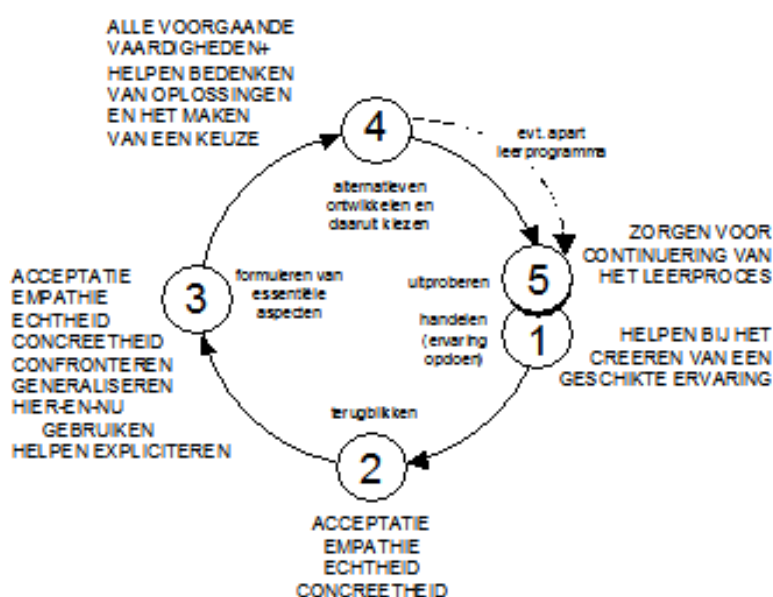 ALLE VOORGAANDE
VAARDIGHEDEN+
HELPEN BEDENKEN
VAN OPLOSSINGEN
EN HET MAKEN
VAN EEN KEUZE
4
evt. apart
leerprogramma
alternatieven
ontwikkelen en
daaruit kiezen
ZORGEN VOOR
CONTINUERING VAN
HET LEERPROCES
5
uitproberen
ACCEPTATIE
EMPATHIE
ECHTHEID
CONCREETHEID
CONFRONTEREN
GENERALISEREN
HIER-EN-NU
GEBRUIKEN
HELPEN EXPLICITEREN
3
formuleren van
essentiële
aspecten
handelen
(ervaring
opdoen)
1
HELPEN BIJ HET
CREEREN VAN EEN
GESCHIKTE ERVARING
terugblikken
2
ACCEPTATIE
EMPATHIE
ECHTHEID
CONCREETHEID